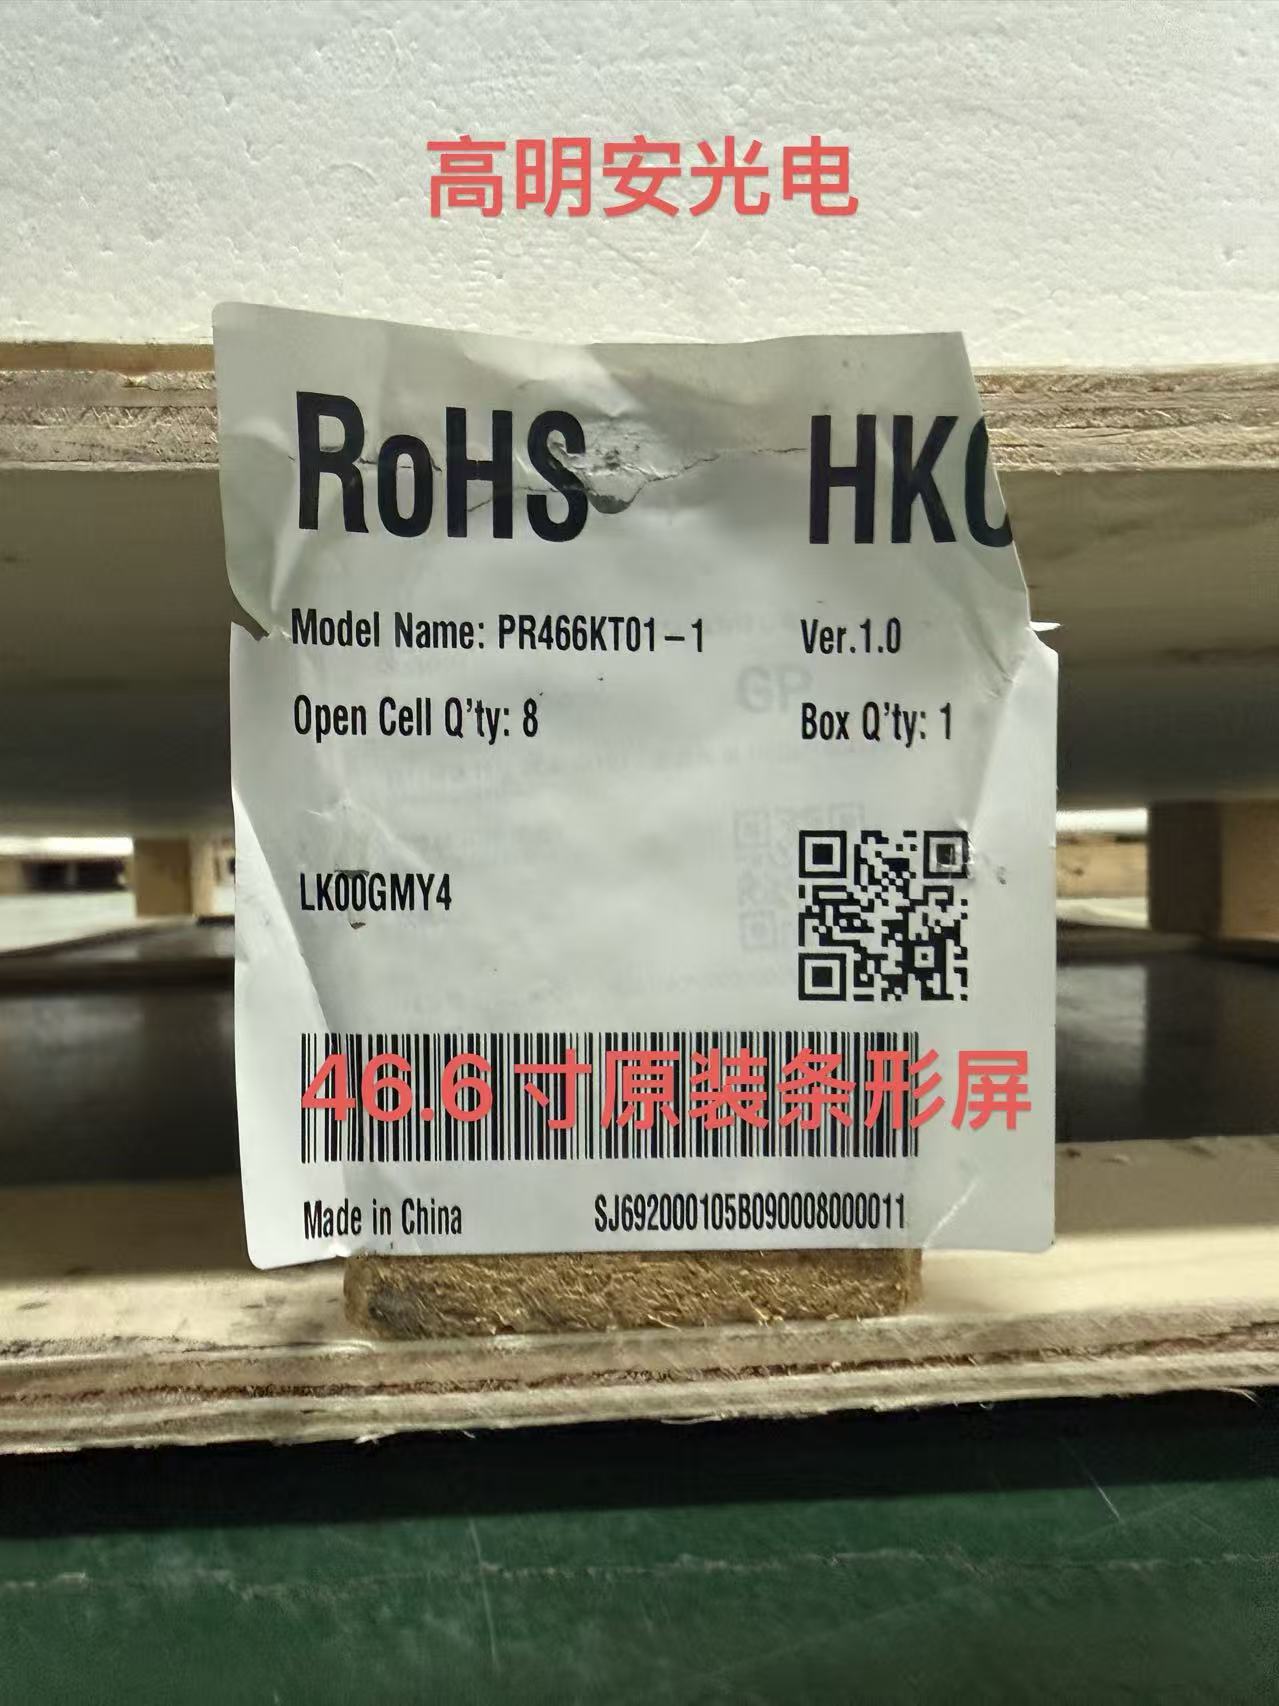 高明安光电
RoHS HKC
Model Name: PR466KT01-1 Ver.1.0
Open Cell Q'ty: 8 Box Q'ty: 1
GP
LK00GMY4
46.6寸原装条形屏
Made in China SJ692000105B090008000011